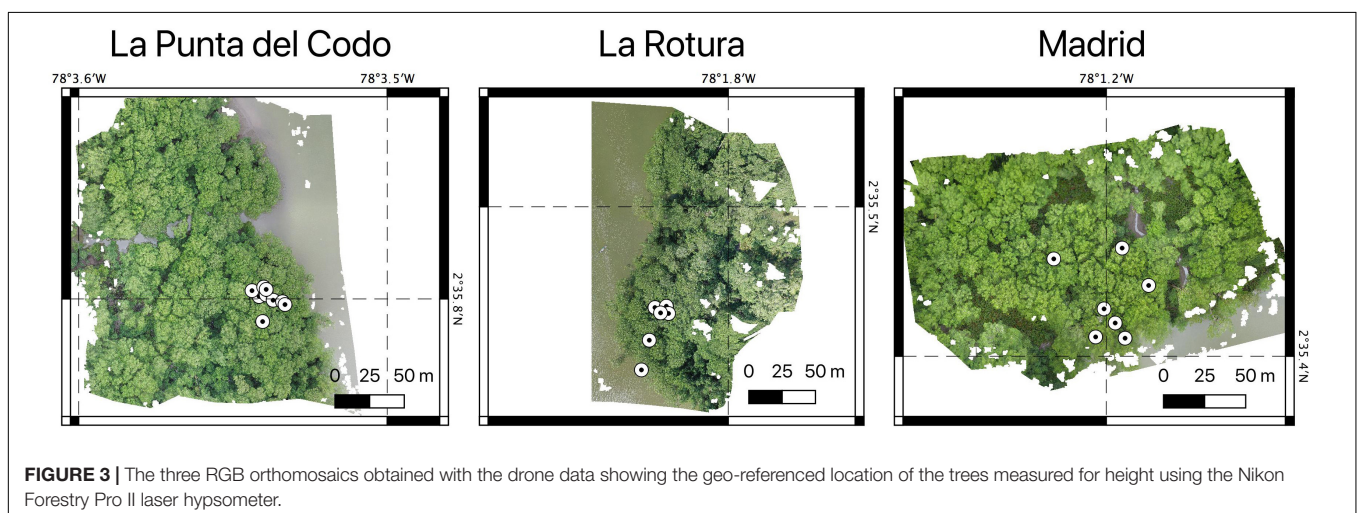 La Punta del Codo
La Rotura
Madrid
78°3.6'W
78°3.5'W
78°1.8'W
78°1.2'W
2°35.8'N
2°35.5'N
2°35.4'N
0 25 50 m
0 25 50 m
0 25 50 m
FIGURE 3 | The three RGB orthomosaics obtained with the drone data showing the geo-referenced location of the trees measured for height using the Nikon
Forestry Pro II laser hypsometer.